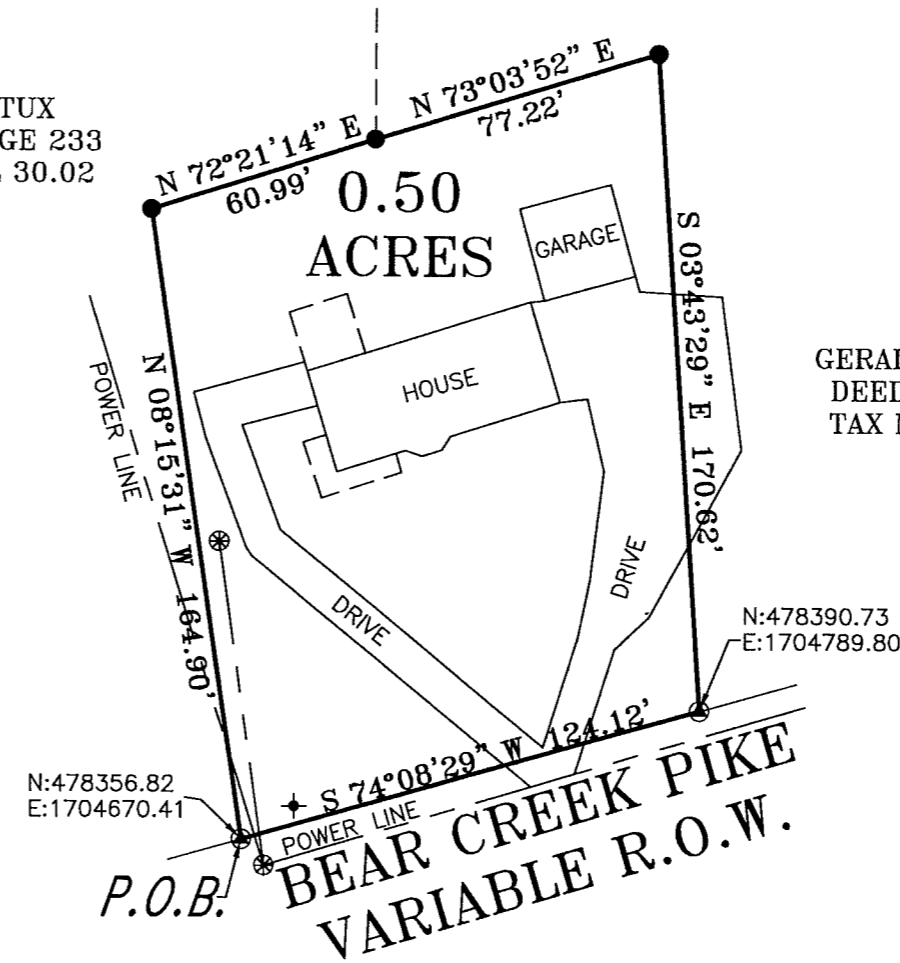 N 73°03'52" E
77.22'
TUX
GE 233
30.02
N 72°21'14" E
60.99'
0.50
ACRES
GARAGE
S 03°43'29" E 170.62'
HOUSE
POWER LINE
N 08°15'31" W 164.90'
DEED
TAX
DRIVE
DRIVE
N:478390.73
E:1704789.80
S 74°08'29" W 124.12'
N:478356.82
E:1704670.41
POWER LINE
P.O.B.
BEAR CREEK PIKE
VARIABLE R.O.W.